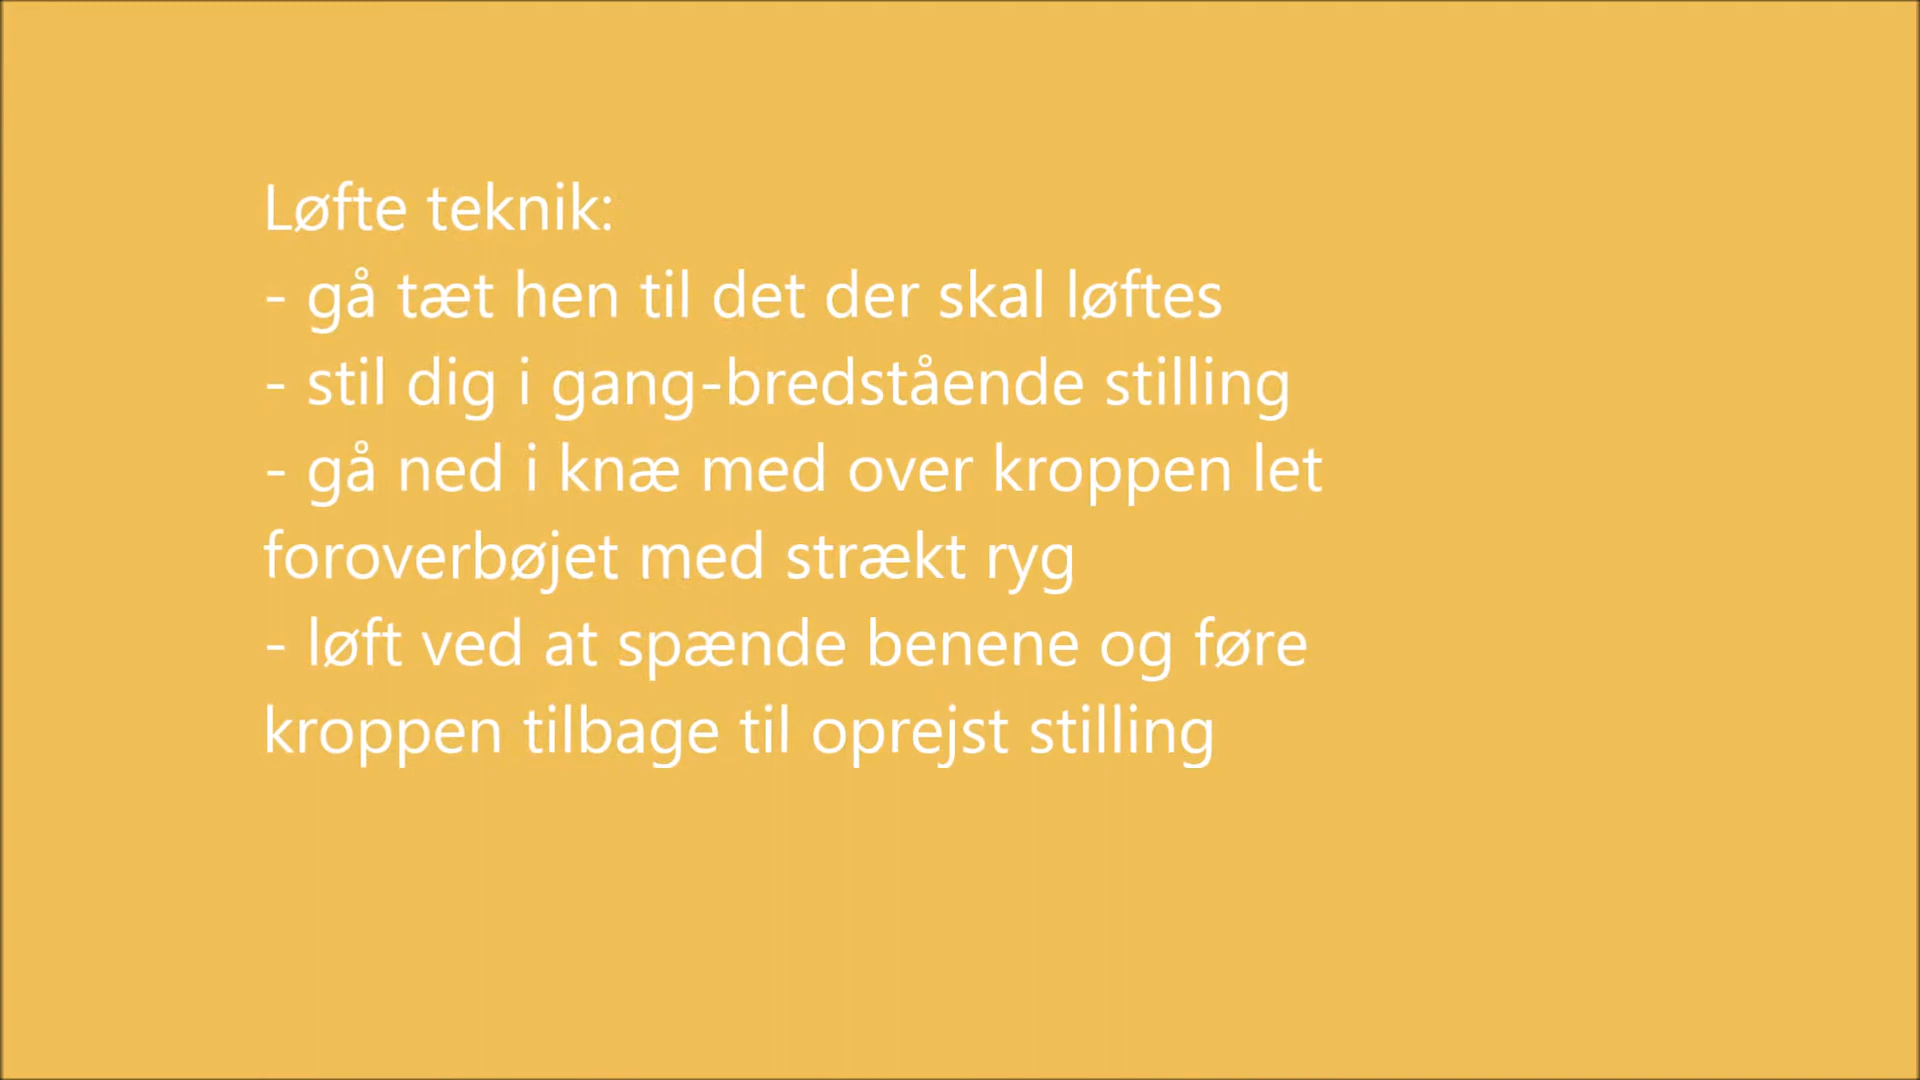 Løfte teknik:
- gå tæt hen til det der skal løftes
- stil dig i gang-bredstående stilling
- gå ned i knæ med over kroppen let
foroverbøjet med strækt ryg
- løft ved at spænde benene og føre
kroppen tilbage til oprejst stilling